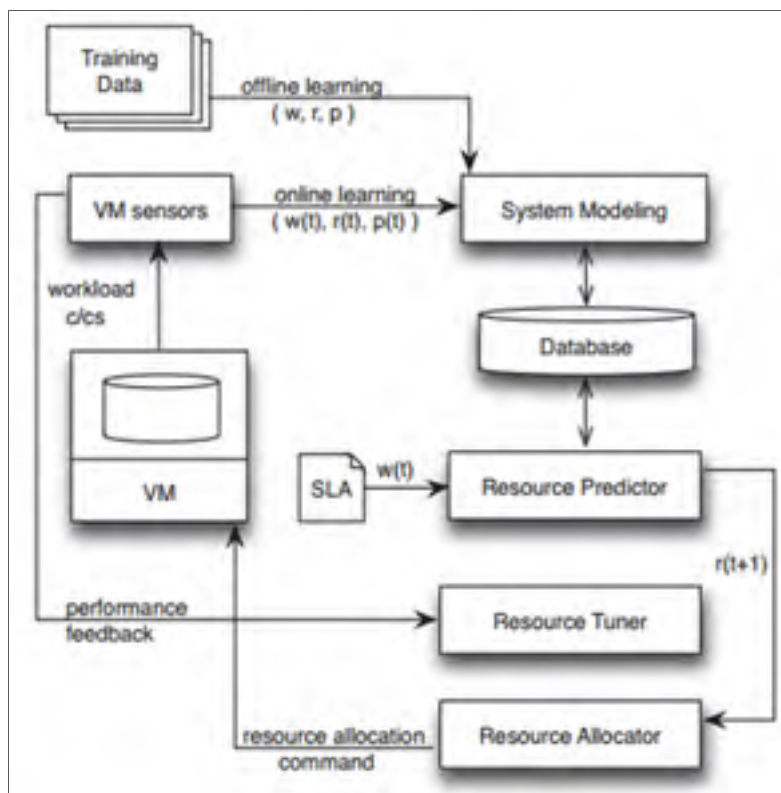 Training
Data
offline learning
( w, r, p )
VM sensors
online learning
( w(t), r(t), p(t) )
System Modeling
workload
c/cs
Database
VM
SLA
w(t)
Resource Predictor
r(t+1)
performance
feedback
Resource Tuner
resource allocation
command
Resource Allocator